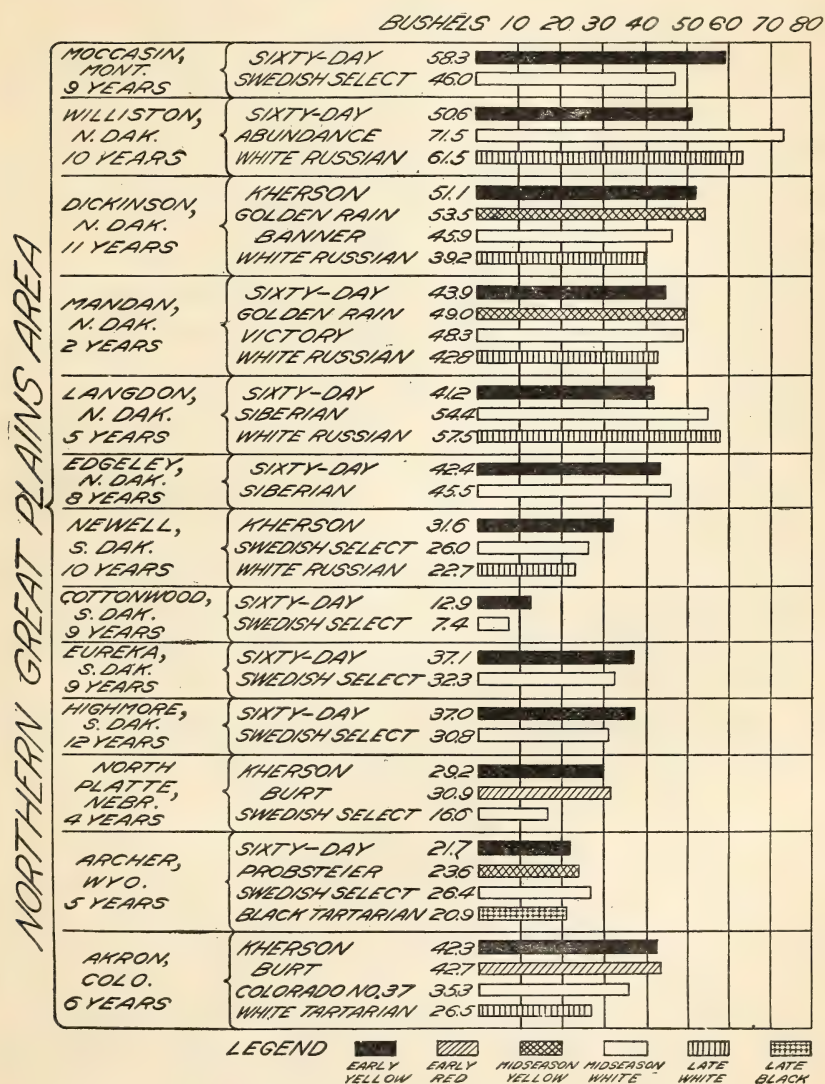 BUSHELS 10 20 30 40 50 60 70 80
NORTHERN GREAT PLAINS AREA
MOCCASIN,
MONT.
9 YEARS
SIXTY-DAY 58.3
SWEDISH SELECT 46.0
WILLISTON,
N. DAK.
10 YEARS
SIXTY-DAY 50.6
ABUNDANCE 71.5
WHITE RUSSIAN 61.5
DICKINSON,
N. DAK.
11 YEARS
KHERSON 51.1
GOLDEN RAIN 53.5
BANNER 45.9
WHITE RUSSIAN 39.2
MANDAN,
N. DAK.
2 YEARS
SIXTY-DAY 43.9
GOLDEN RAIN 49.0
VICTORY 48.3
WHITE RUSSIAN 42.8
LANGDON,
N. DAK.
5 YEARS
SIXTY-DAY 41.2
SIBERIAN 54.4
WHITE RUSSIAN 57.5
EDGELEY,
N. DAK.
8 YEARS
SIXTY-DAY 42.4
SIBERIAN 45.5
NEWELL,
S. DAK.
10 YEARS
KHERSON 31.6
SWEDISH SELECT 26.0
WHITE RUSSIAN 22.7
COTTONWOOD,
S. DAK.
9 YEARS
SIXTY-DAY 12.9
SWEDISH SELECT 7.4
EUREKA,
S. DAK.
9 YEARS
SIXTY-DAY 37.1
SWEDISH SELECT 32.3
HIGHMORE,
S. DAK.
12 YEARS
SIXTY-DAY 37.0
SWEDISH SELECT 30.8
NORTH
PLATTE,
NEBR.
4 YEARS
KHERSON 29.2
BURT 30.9
SWEDISH SELECT 16.6
ARCHER,
WYO.
5 YEARS
SIXTY-DAY 21.7
PROBSTEIER 23.6
SWEDISH SELECT 26.4
BLACK TARTARIAN 20.9
AKRON,
COLO.
6 YEARS
KHERSON 42.3
BURT 42.7
COLORADO NO.37 35.3
WHITE TARTARIAN 26.5
LEGEND
EARLY YELLOW
EARLY RED
MIDSEASON YELLOW
MIDSEASON WHITE
LATE WHITE
LATE BLACK